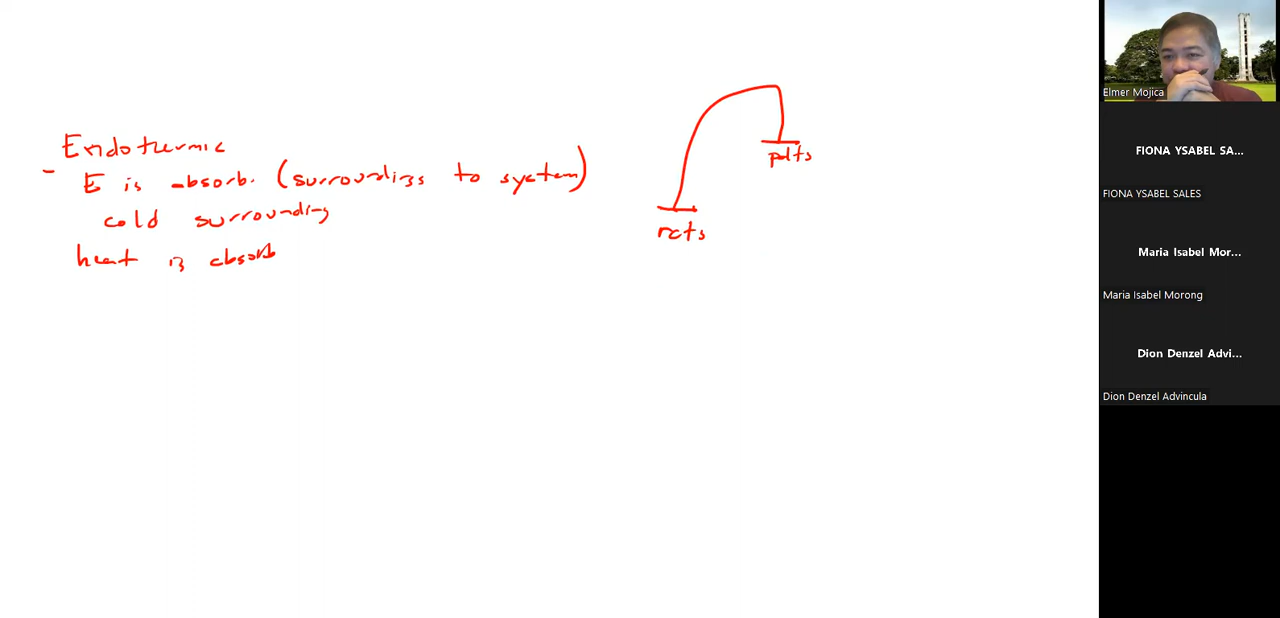 Endothermic
- E is absorb. (surroundings to system)
cold surrounding
heat is absorb
pdts
rcts
Elmer Mojica
FIONA YSABEL SA...
FIONA YSABEL SALES
Maria Isabel Mor...
Maria Isabel Morong
Dion Denzel Advi...
Dion Denzel Advincula